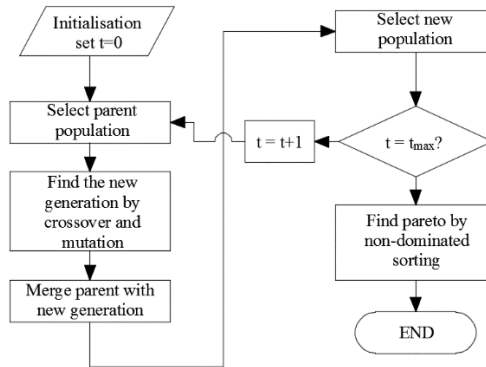 Initialisation
set t=0
Select parent
population
Find the new
generation by
crossover and
mutation
Merge parent with
new generation
Select new
population
t = tmax?
t = t+1
Find pareto by
non-dominated
sorting
END